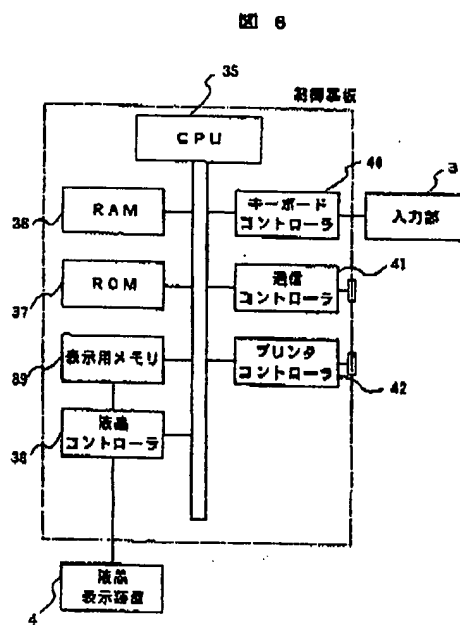 図 6
35
制御基板
CPU
40
3
RAM
キーボード
コントローラ
入力部
36
41
ROM
通信
コントローラ
37
表示用メモリ
プリンタ
コントローラ
39
42
液晶
コントローラ
38
液晶
表示装置
4